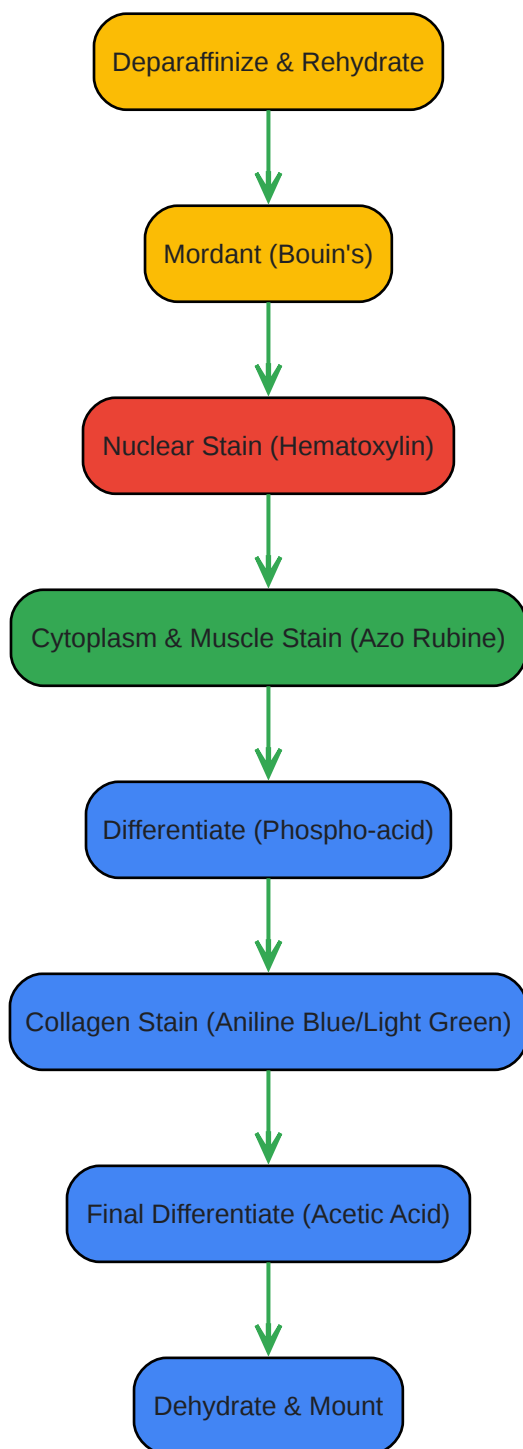 Deparaffinize & Rehydrate
Mordant (Bouin's)
Nuclear Stain (Hematoxylin)
Cytoplasm & Muscle Stain (Azo Rubine)
Differentiate (Phospho-acid)
Collagen Stain (Aniline Blue/Light Green)
Final Differentiate (Acetic Acid)
Dehydrate & Mount